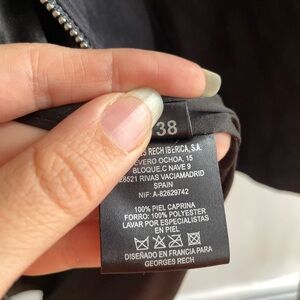 38
S RECH IBERICA, S.A.
EVERO OCHOA, 15
BLOQUE.C NAVE 9
28521 RIVAS VACIAMADRID
SPAIN
NIF: A-82629742
100% PIEL CAPRINA
FORRO: 100% POLYESTER
LAVAR POR ESPECIALISTAS
EN PIEL
DISEÑADO EN FRANCIA PARA
GEORGES RECH